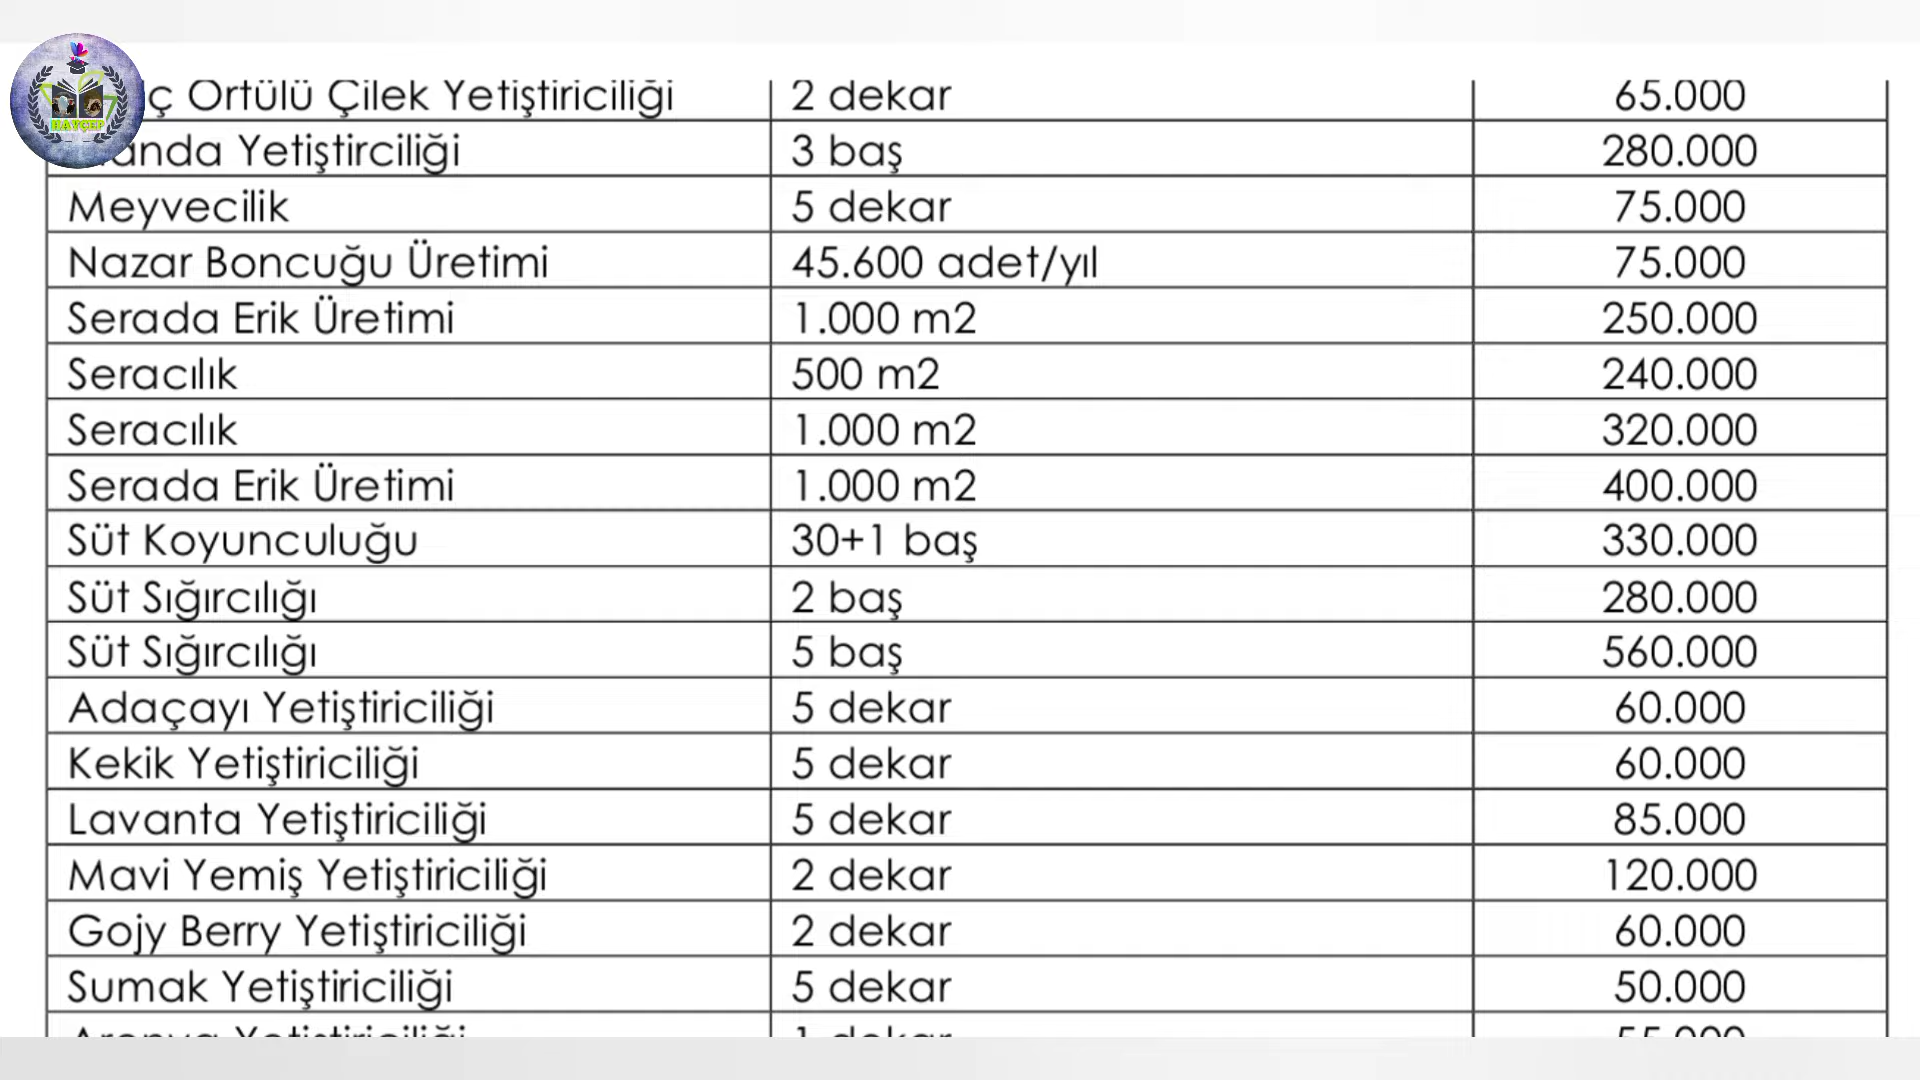 HAYÇEP
Örtülü Çilek Yetiştiriciliği 2 dekar 65.000
Yetiştirciliği 3 baş 280.000
Meyvecilik 5 dekar 75.000
Nazar Boncuğu Üretimi 45.600 adet/yıl 75.000
Serada Erik Üretimi 1.000 m2 250.000
Seracılık 500 m2 240.000
Seracılık 1.000 m2 320.000
Serada Erik Üretimi 1.000 m2 400.000
Süt Koyunculuğu 30+1 baş 330.000
Süt Sığırcılığı 2 baş 280.000
Süt Sığırcılığı 5 baş 560.000
Adaçayı Yetiştiriciliği 5 dekar 60.000
Kekik Yetiştiriciliği 5 dekar 60.000
Lavanta Yetiştiriciliği 5 dekar 85.000
Mavi Yemiş Yetiştiriciliği 2 dekar 120.000
Gojy Berry Yetiştiriciliği 2 dekar 60.000
Sumak Yetiştiriciliği 5 dekar 50.000